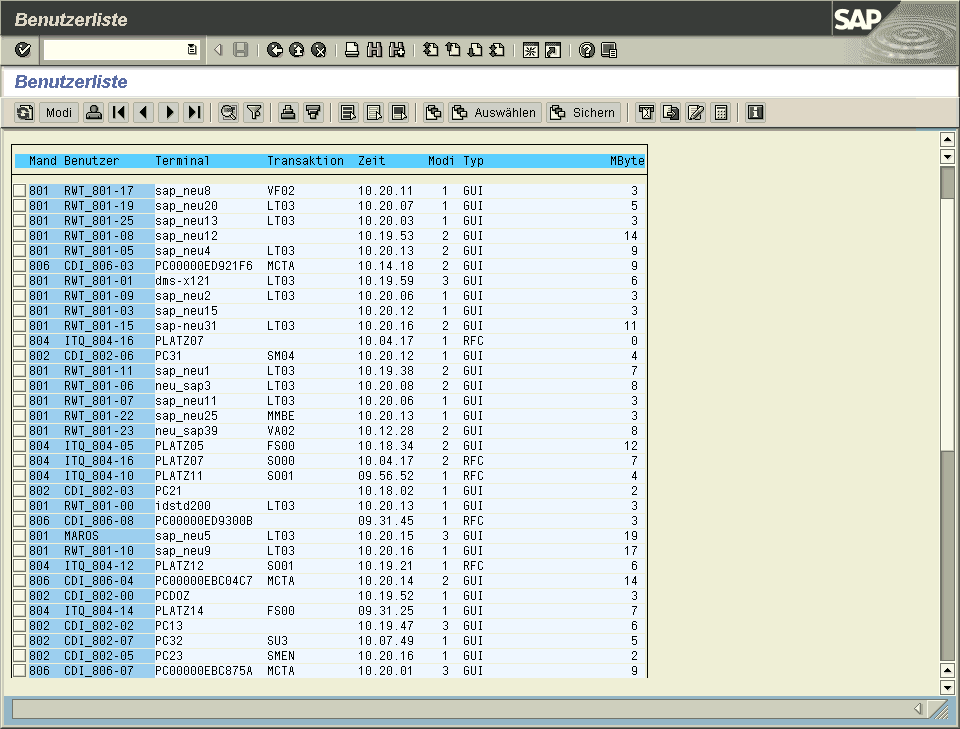 Benutzerliste
SAP
Benutzerliste
Modi Auswählen Sichern
Mand Benutzer Terminal Transaktion Zeit Modi Typ MByte
801 RWT_801-17 sap_neu8 VF02 10.20.11 1 GUI 3
801 RWT_801-19 sap_neu20 LT03 10.20.07 1 GUI 5
801 RWT_801-25 sap_neu13 LT03 10.20.03 1 GUI 3
801 RWT_801-08 sap_neu12 10.19.53 2 GUI 14
801 RWT_801-05 sap_neu4 LT03 10.20.13 2 GUI 9
806 CDI_806-03 PC00000ED921F6 MCTA 10.14.18 2 GUI 9
801 RWT_801-01 dms-x121 LT03 10.19.59 3 GUI 6
801 RWT_801-09 sap_neu2 LT03 10.20.06 1 GUI 3
801 RWT_801-03 sap_neu15 10.20.12 1 GUI 3
801 RWT_801-15 sap-neu31 LT03 10.20.16 2 GUI 11
804 ITQ_804-16 PLATZ07 10.04.17 1 RFC 0
802 CDI_802-06 PC31 SM04 10.20.12 1 GUI 4
801 RWT_801-11 sap_neu1 LT03 10.19.38 2 GUI 7
801 RWT_801-06 neu_sap3 LT03 10.20.08 2 GUI 8
801 RWT_801-07 sap_neu11 LT03 10.20.06 1 GUI 3
801 RWT_801-22 sap_neu25 MMBE 10.20.13 1 GUI 3
801 RWT_801-23 neu_sap39 VA02 10.12.28 2 GUI 8
804 ITQ_804-05 PLATZ05 FS00 10.18.34 2 GUI 12
804 ITQ_804-16 PLATZ07 SO00 10.04.17 2 RFC 7
804 ITQ_804-10 PLATZ11 SO01 09.56.52 1 RFC 4
802 CDI_802-03 PC21 10.18.02 1 GUI 2
801 RWT_801-00 idstd200 LT03 10.20.13 1 GUI 3
806 CDI_806-08 PC00000ED9300B 09.31.45 1 RFC 3
801 MAROS sap_neu5 LT03 10.20.15 3 GUI 19
801 RWT_801-10 sap_neu9 LT03 10.20.16 1 GUI 17
804 ITQ_804-12 PLATZ12 SO01 10.19.21 1 RFC 6
806 CDI_806-04 PC00000EBC04C7 MCTA 10.20.14 2 GUI 14
802 CDI_802-00 PCDOZ 10.19.52 1 GUI 3
804 ITQ_804-14 PLATZ14 FS00 09.31.25 1 GUI 7
802 CDI_802-02 PC13 10.19.47 3 GUI 6
802 CDI_802-07 PC32 SU3 10.07.49 1 GUI 5
802 CDI_802-05 PC23 SMEN 10.20.16 1 GUI 2
806 CDI_806-07 PC00000EBC875A MCTA 10.20.01 3 GUI 9